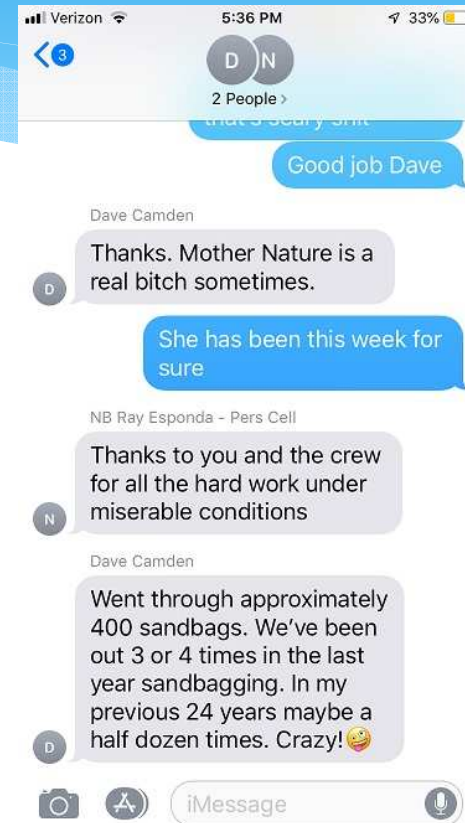 Verizon 5:36 PM 33%
3
D N
2 People >
that's scary shit
Good job Dave
Dave Camden
Thanks. Mother Nature is a
real bitch sometimes.
D
She has been this week for
sure
NB Ray Esponda - Pers Cell
Thanks to you and the crew
for all the hard work under
miserable conditions
N
Dave Camden
Went through approximately
400 sandbags. We've been
out 3 or 4 times in the last
year sandbagging. In my
previous 24 years maybe a
half dozen times. Crazy!🤪
D
iMessage